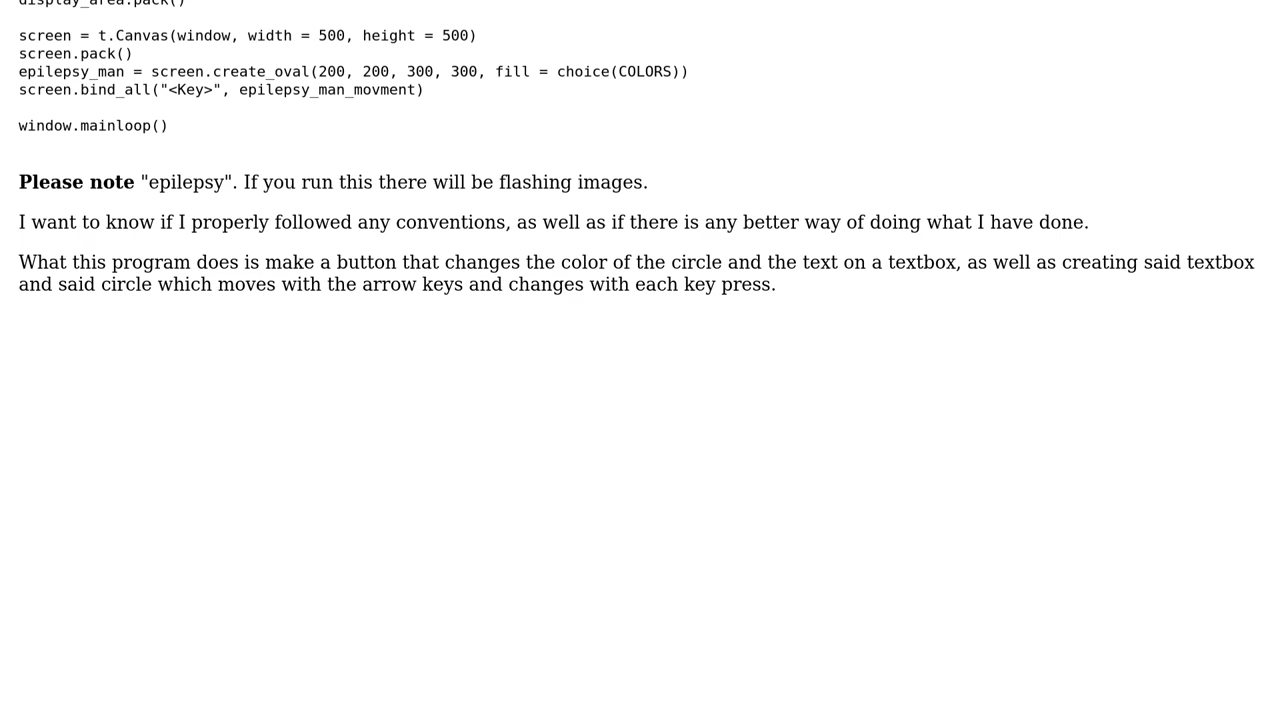 display_area.pack()
screen = t.Canvas(window, width = 500, height = 500)
screen.pack()
epilepsy_man = screen.create_oval(200, 200, 300, 300, fill = choice(COLORS))
screen.bind_all("<Key>", epilepsy_man_movment)
window.mainloop()
Please note "epilepsy". If you run this there will be flashing images.
I want to know if I properly followed any conventions, as well as if there is any better way of doing what I have done.
What this program does is make a button that changes the color of the circle and the text on a textbox, as well as creating said textbox
and said circle which moves with the arrow keys and changes with each key press.